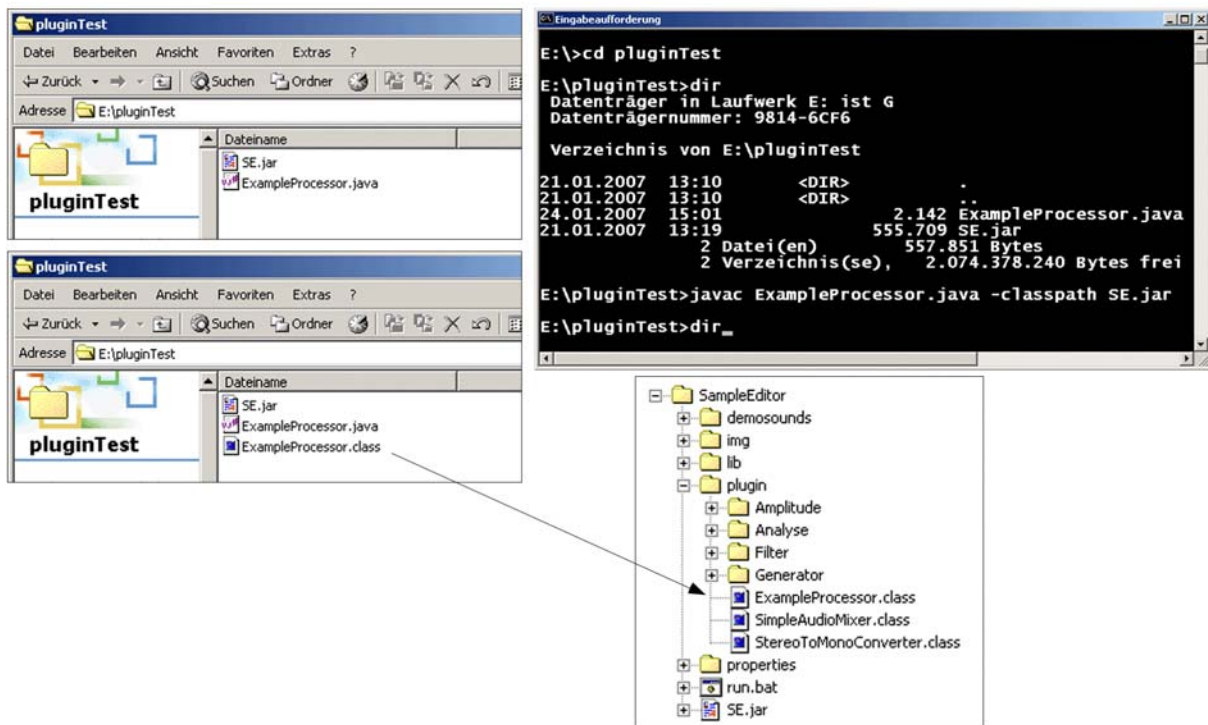 pluginTest
Datei Bearbeiten Ansicht Favoriten Extras ?
Zurück Suchen Ordner
Adresse E:\pluginTest
Dateiname
SE.jar
ExampleProcessor.java
pluginTest
pluginTest
Datei Bearbeiten Ansicht Favoriten Extras ?
Zurück Suchen Ordner
Adresse E:\pluginTest
Dateiname
SE.jar
ExampleProcessor.java
ExampleProcessor.class
pluginTest
Eingabeaufforderung
E:\>cd pluginTest
E:\pluginTest>dir
Datenträger in Laufwerk E: ist G
Datenträgernummer: 9814-6CF6
Verzeichnis von E:\pluginTest
21.01.2007 13:10 <DIR> .
21.01.2007 13:10 <DIR> ..
24.01.2007 15:01 2.142 ExampleProcessor.java
21.01.2007 13:19 555.709 SE.jar
2 Datei(en) 557.851 Bytes
2 Verzeichnis(se), 2.074.378.240 Bytes frei
E:\pluginTest>javac ExampleProcessor.java -classpath SE.jar
E:\pluginTest>dir_
SampleEditor
demosounds
img
lib
plugin
Amplitude
Analyse
Filter
Generator
ExampleProcessor.class
SimpleAudioMixer.class
StereoToMonoConverter.class
properties
run.bat
SE.jar